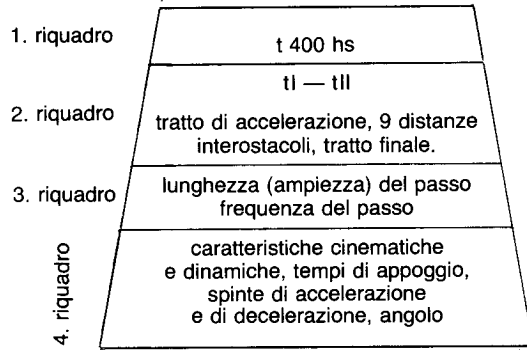 1. riquadro
t 400 hs
2. riquadro
tI — tII
tratto di accelerazione, 9 distanze
interostacoli, tratto finale.
3. riquadro
lunghezza (ampiezza) del passo
frequenza del passo
4. riquadro
caratteristiche cinematiche
e dinamiche, tempi di appoggio,
spinte di accelerazione
e di decelerazione, angolo